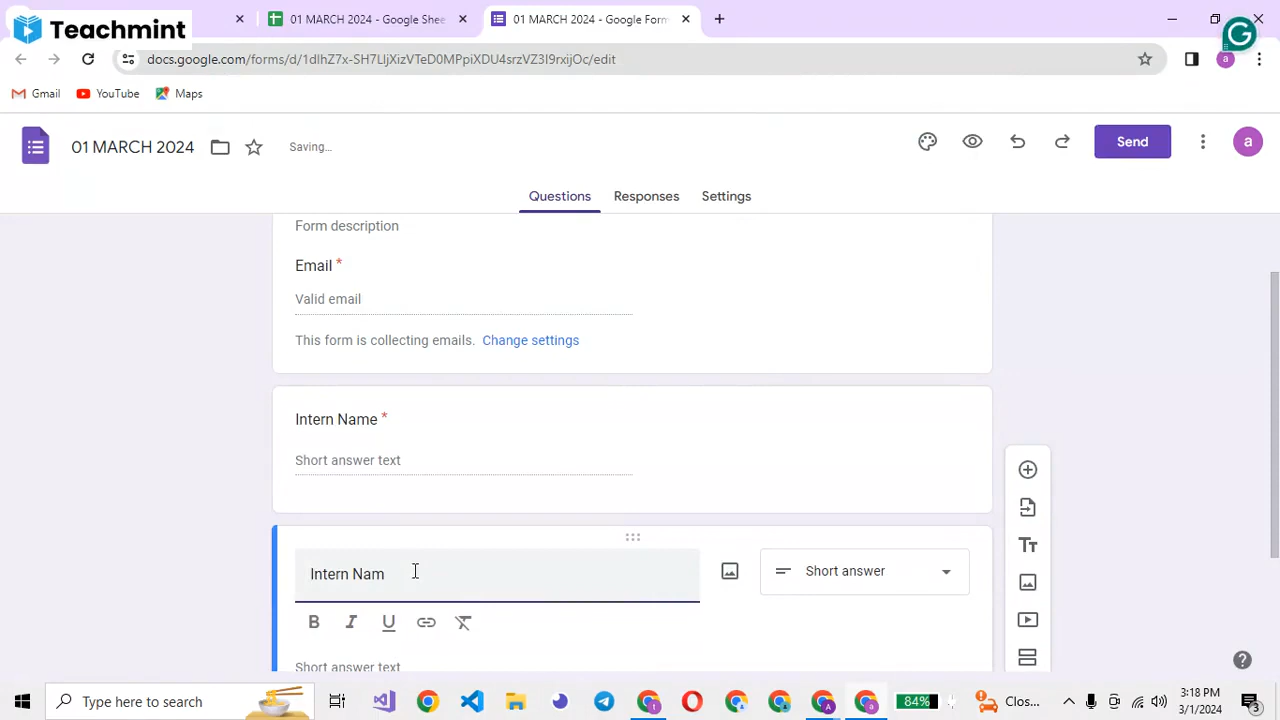 Teachmint
01 MARCH 2024 - Google Shee
01 MARCH 2024 - Google Form
docs.google.com/forms/d/1dlhZ7x-SH7LljXizVTeD0MPpiXDU4srzVZ3I9rxijOc/edit
Gmail YouTube Maps
a
01 MARCH 2024 Saving...
Send
a
Questions Responses Settings
Form description
Email *
Valid email
This form is collecting emails. Change settings
Intern Name *
Short answer text
Intern Nam
Short answer
B I U
Short answer text
Type here to search
84%
Clos...
3:18 PM
3/1/2024